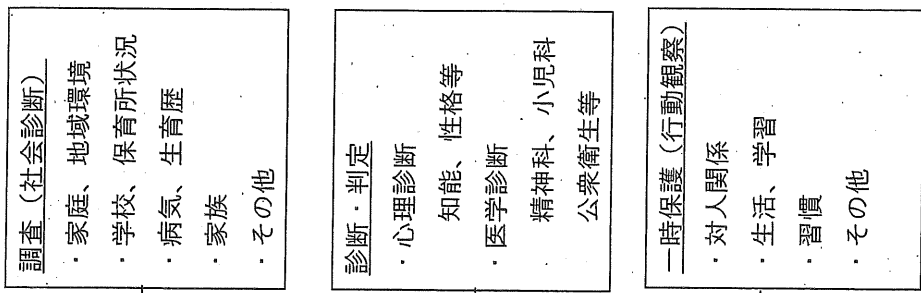 調査（社会診断）
・家庭、地域環境
・学校、保育所状況
・病気、生育歴
・家族
・その他
診断・判定
・心理診断
知能、性格等
・医学診断
精神科、小児科
公衆衛生等
一時保護（行動観察）
・対人関係
・生活、学習
・習慣
・その他